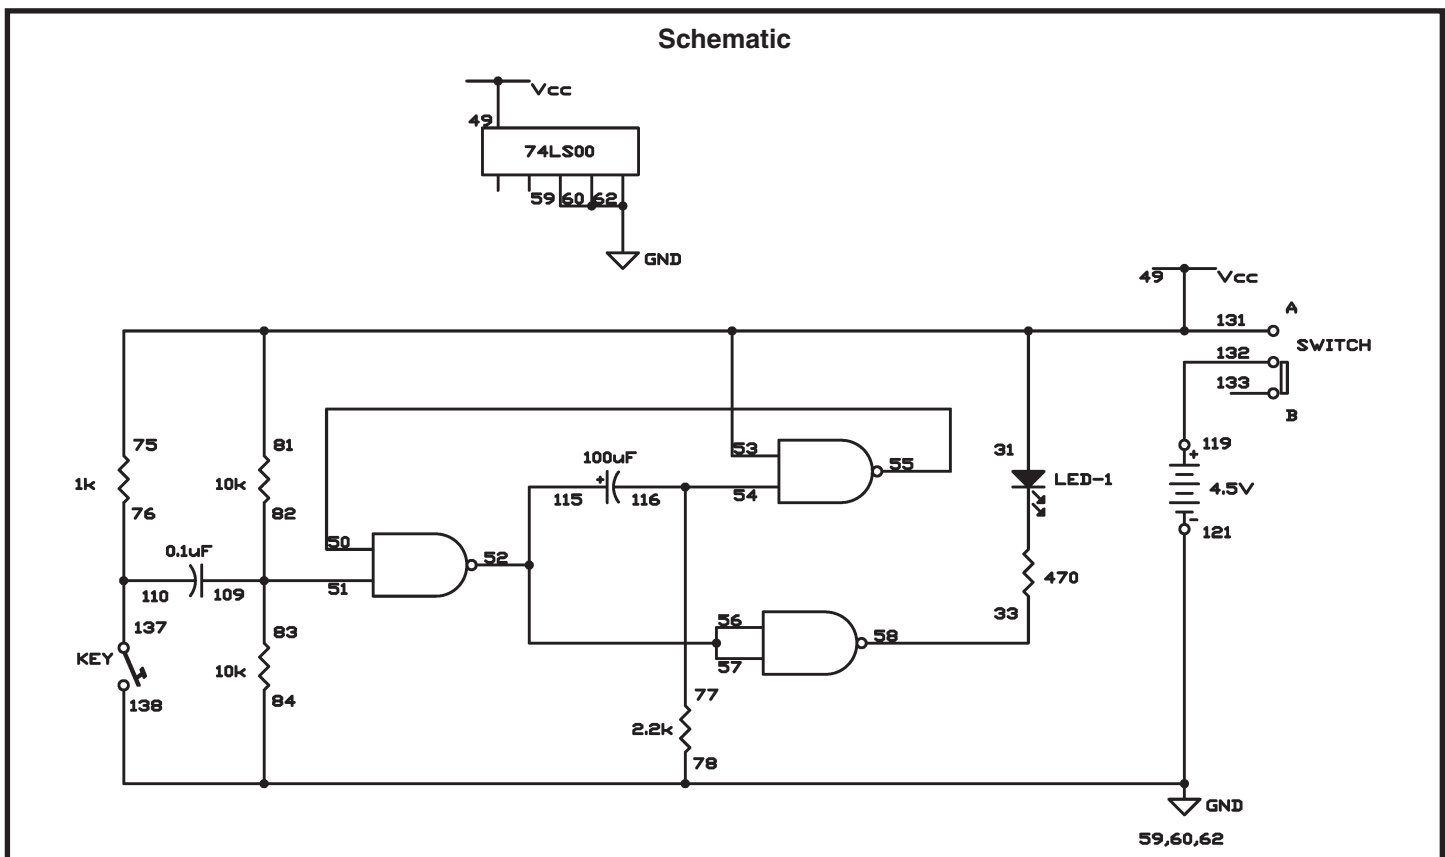 Schematic
Vcc
49
74LS00
59 60 62
GND
49 Vcc
A
131
SWITCH
132
133
B
75 81
53 55
31
119
+
1k 10k
100uF
+
115 116
54
LED-1
4.5V
76 82
-
121
50
52
0.1uF
110 109
51
470
137 83
56 58
33
KEY
10k
57
138 84
77
2.2k
78
GND
59,60,62